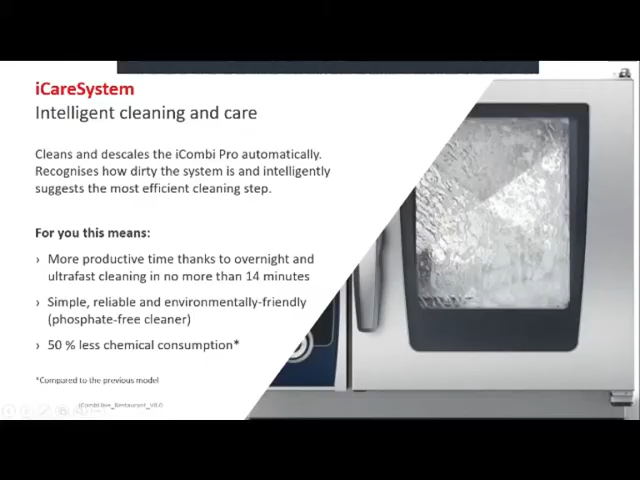 iCareSystem
Intelligent cleaning and care
Cleans and descales the iCombi Pro automatically.
Recognises how dirty the system is and intelligently
suggests the most efficient cleaning step.
For you this means:
› More productive time thanks to overnight and
ultrafast cleaning in no more than 14 minutes
› Simple, reliable and environmentally-friendly
(phosphate-free cleaner)
› 50 % less chemical consumption*
*Compared to the previous model